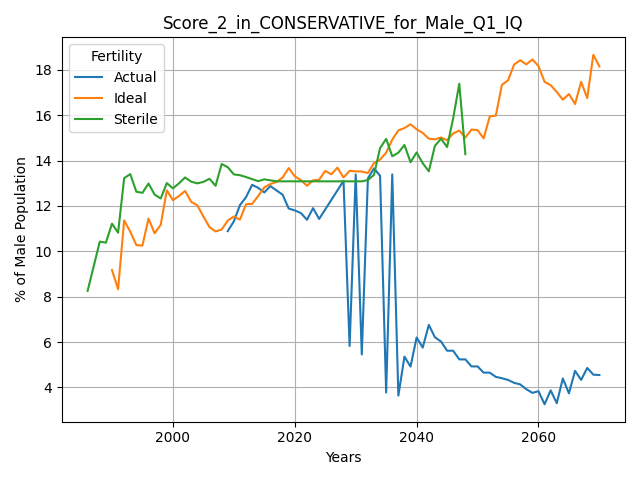 Score_2_in_CONSERVATIVE_for_Male_Q1_IQ
Fertility
Actual
Ideal
Sterile
% of Male Population
18
16
14
12
10
8
6
4
2000
2020
2040
2060
Years